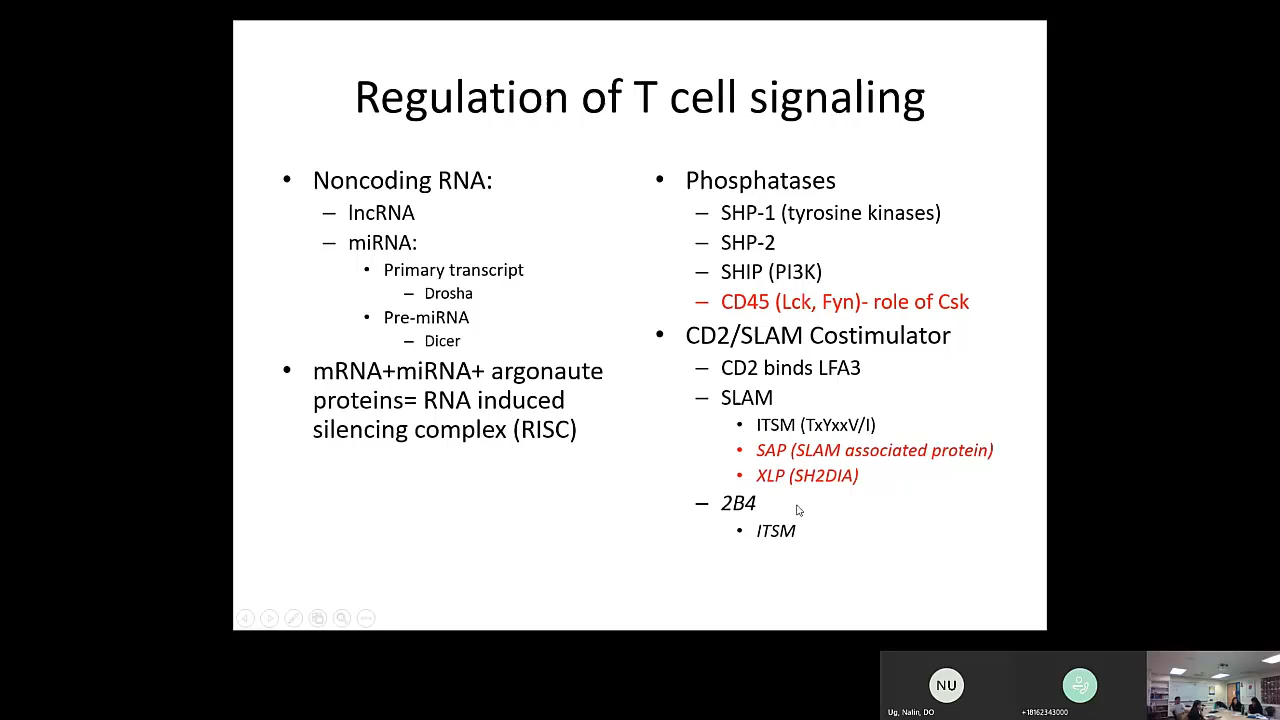 Regulation of T cell signaling
• Noncoding RNA:
– lncRNA
– miRNA:
• Primary transcript
– Drosha
• Pre-miRNA
– Dicer
• mRNA+miRNA+ argonaute
proteins= RNA induced
silencing complex (RISC)
• Phosphatases
– SHP-1 (tyrosine kinases)
– SHP-2
– SHIP (PI3K)
– CD45 (Lck, Fyn)- role of Csk
• CD2/SLAM Costimulator
– CD2 binds LFA3
– SLAM
• ITSM (TxYxxV/I)
• SAP (SLAM associated protein)
• XLP (SH2DIA)
– 2B4
• ITSM
NU
Ug, Nalin, DO
+18162343000